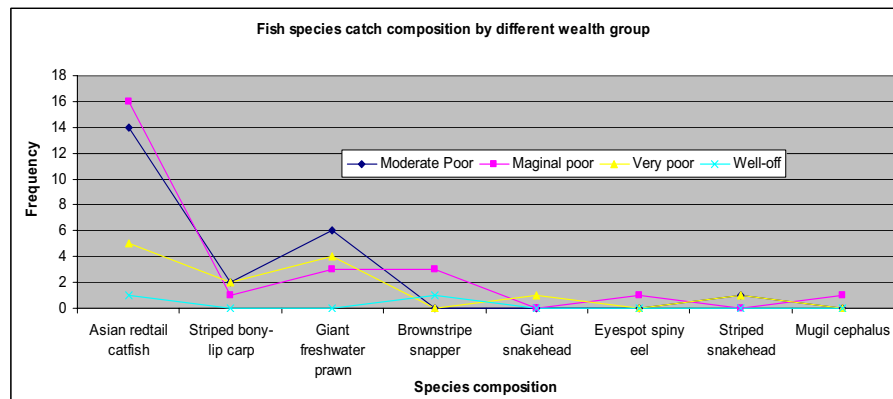 Fish species catch composition by different wealth group
18
16
14
12
10
8
6
4
2
0
Frequency
Moderate Poor Maginal poor Very poor Well-off
Asian redtail catfish
Striped bony-lip carp
Giant freshwater prawn
Brownstripe snapper
Giant snakehead
Eyespot spiny eel
Striped snakehead
Mugil cephalus
Species composition